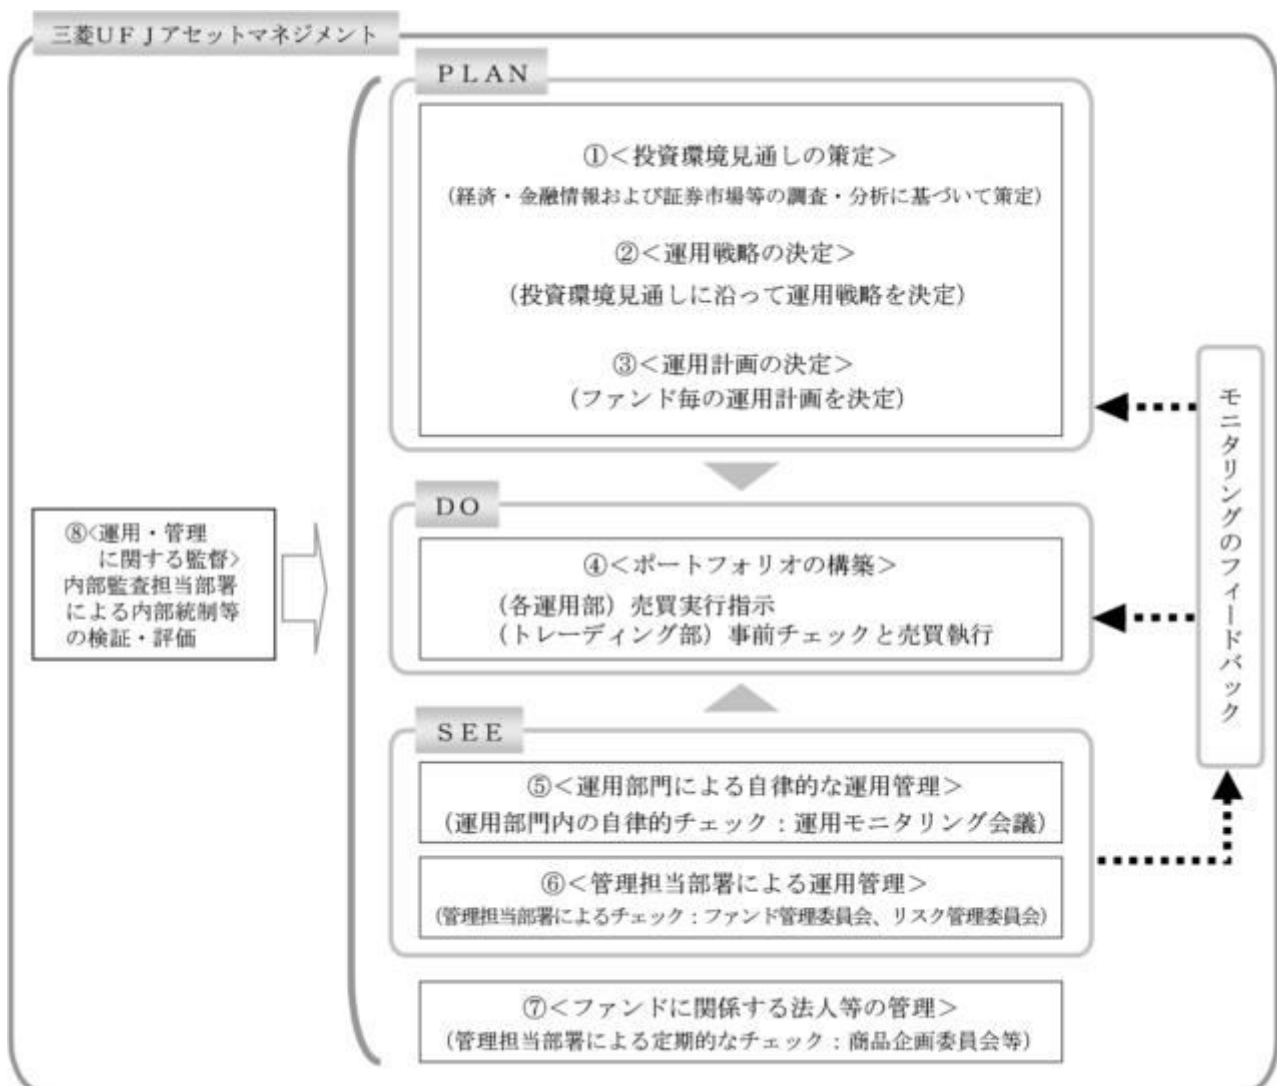 三菱UFJアセットマネジメント
PLAN
①<投資環境見通しの策定>
(経済・金融情報および証券市場等の調査・分析に基づいて策定)
②<運用戦略の決定>
(投資環境見通しに沿って運用戦略を決定)
③<運用計画の決定>
(ファンド毎の運用計画を決定)
DO
④<ポートフォリオの構築>
(各運用部)売買実行指示
(トレーディング部)事前チェックと売買執行
SEE
⑤<運用部門による自律的な運用管理>
(運用部門内の自律的チェック:運用モニタリング会議)
⑥<管理担当部署による運用管理>
(管理担当部署によるチェック:ファンド管理委員会、リスク管理委員会)
⑦<ファンドに関係する法人等の管理>
(管理担当部署による定期的なチェック:商品企画委員会等)
⑧<運用・管理
に関する監督>
内部監査担当部署
による内部統制等
の検証・評価
モニタリングのフィードバック